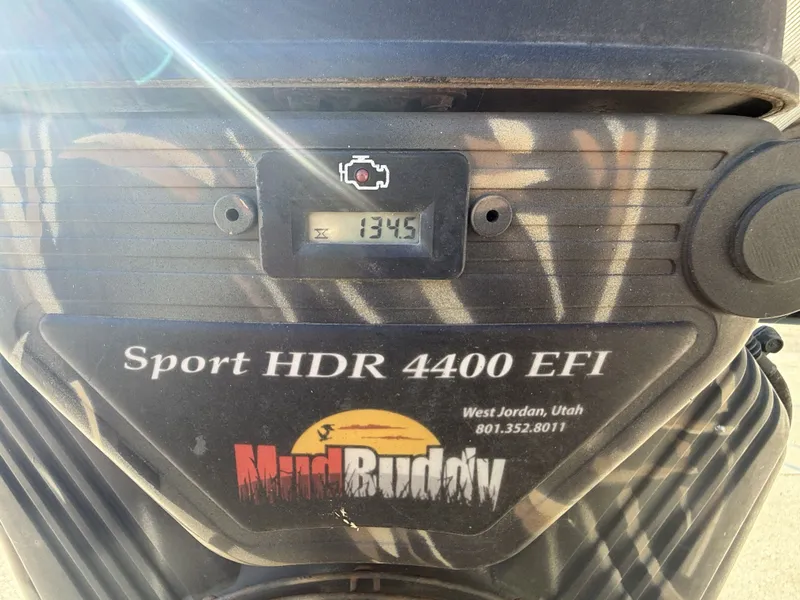 134.5
Sport HDR 4400 EFI
West Jordan, Utah
801.352.8011
MudBuddy